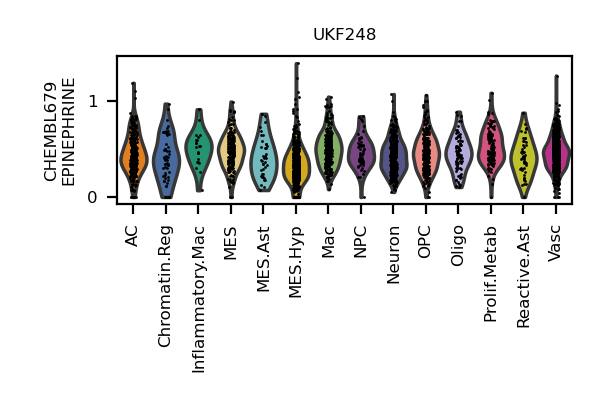 UKF248
CHEMBL679
EPINEPHRINE
1
0
AC
Chromatin.Reg
Inflammatory.Mac
MES
MES.Ast
MES.Hyp
Mac
NPC
Neuron
OPC
Oligo
Prolif.Metab
Reactive.Ast
Vasc